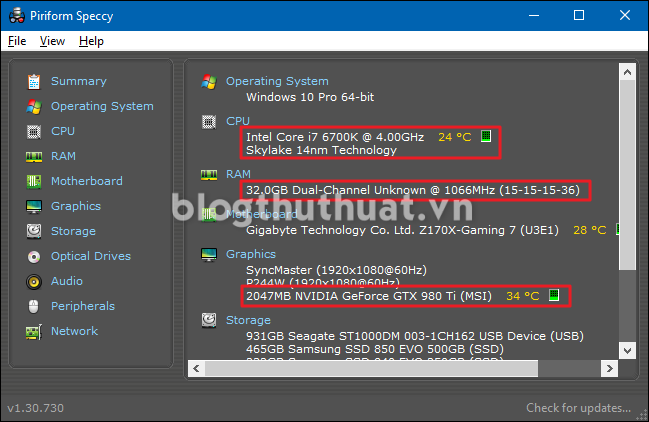 Piriform Speccy
File View Help
Summary
Operating System
CPU
RAM
Motherboard
Graphics
Storage
Optical Drives
Audio
Peripherals
Network
Operating System
Windows 10 Pro 64-bit
CPU
Intel Core i7 6700K @ 4.00GHz 24 °C
Skylake 14nm Technology
RAM
32.0GB Dual-Channel Unknown @ 1066MHz (15-15-15-36)
blogthuthuat.vn
Motherboard
Gigabyte Technology Co. Ltd. Z170X-Gaming 7 (U3E1) 28 °C
Graphics
SyncMaster (1920x1080@60Hz)
P244W (1920x1080@60Hz)
2047MB NVIDIA GeForce GTX 980 Ti (MSI) 34 °C
Storage
931GB Seagate ST1000DM 003-1CH162 USB Device (USB)
465GB Samsung SSD 850 EVO 500GB (SSD)
v1.30.730
Check for updates...